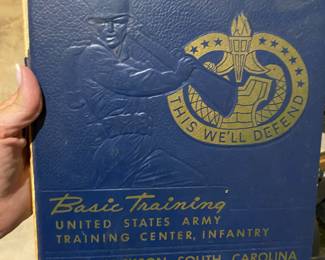 THIS WE'LL DEFEND
Basic Training
UNITED STATES ARMY
TRAINING CENTER, INFANTRY
SOUTH CAROLINA